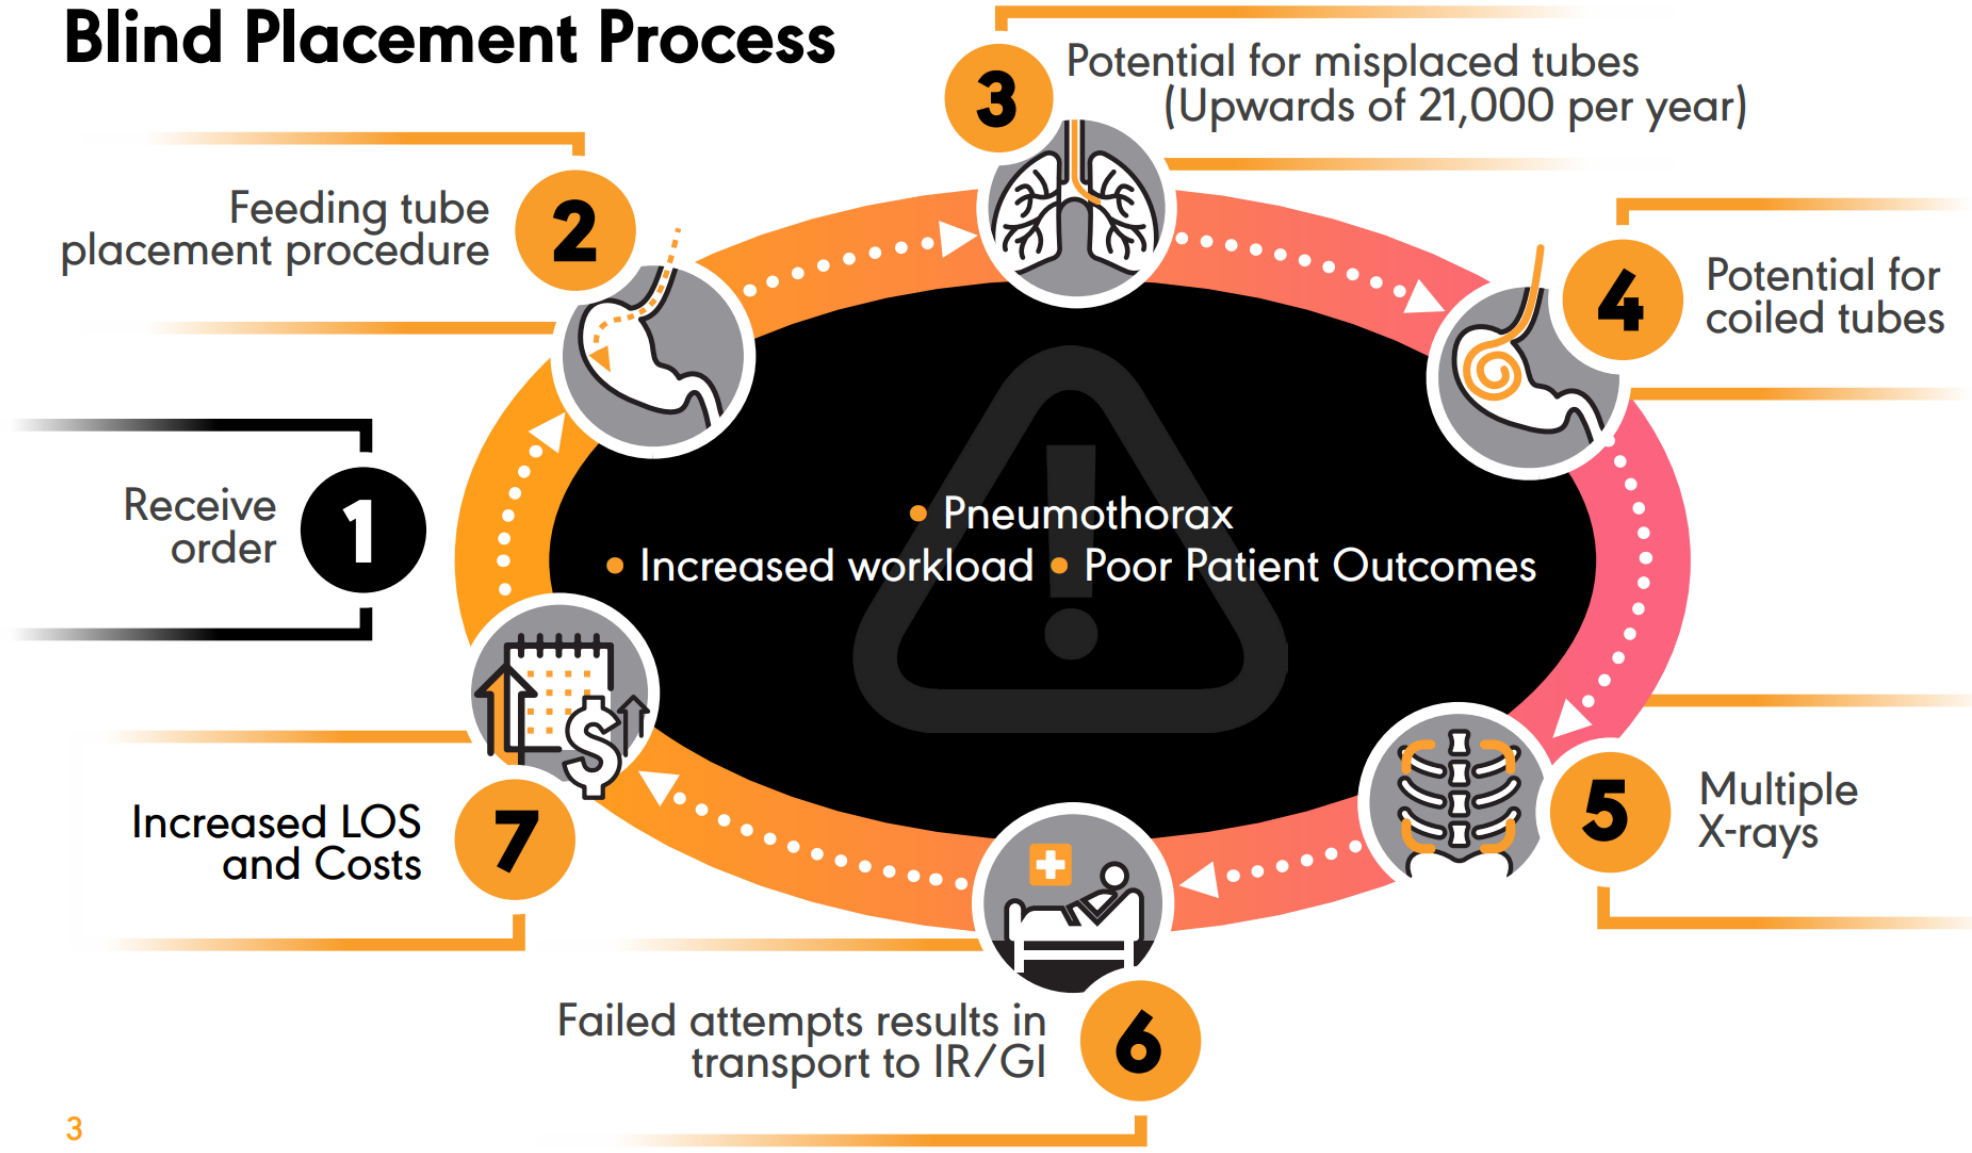 Blind Placement Process
1
Receive
order
2
Feeding tube
placement procedure
3
Potential for misplaced tubes
(Upwards of 21,000 per year)
4
Potential for
coiled tubes
5
Multiple
X-rays
6
Failed attempts results in
transport to IR/GI
7
Increased LOS
and Costs
$
• Pneumothorax
• Increased workload • Poor Patient Outcomes
3